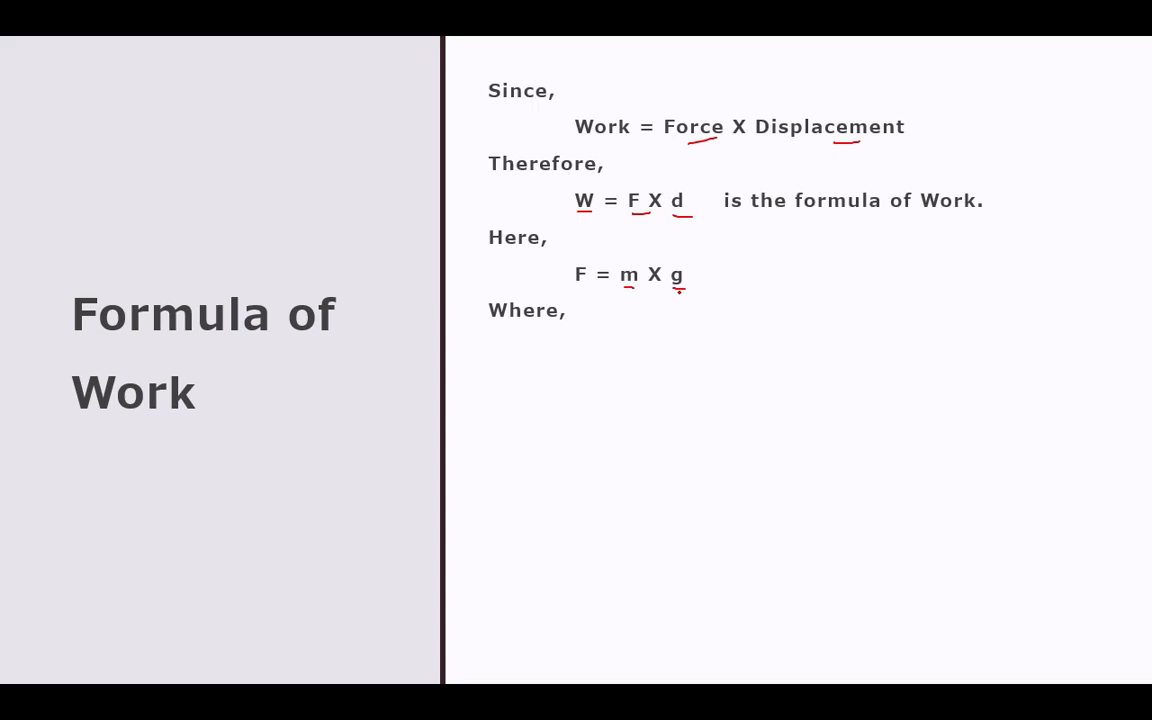 Formula of
Work
Since,
Work = Force X Displacement
Therefore,
W = F X d is the formula of Work.
Here,
F = m X g
Where,